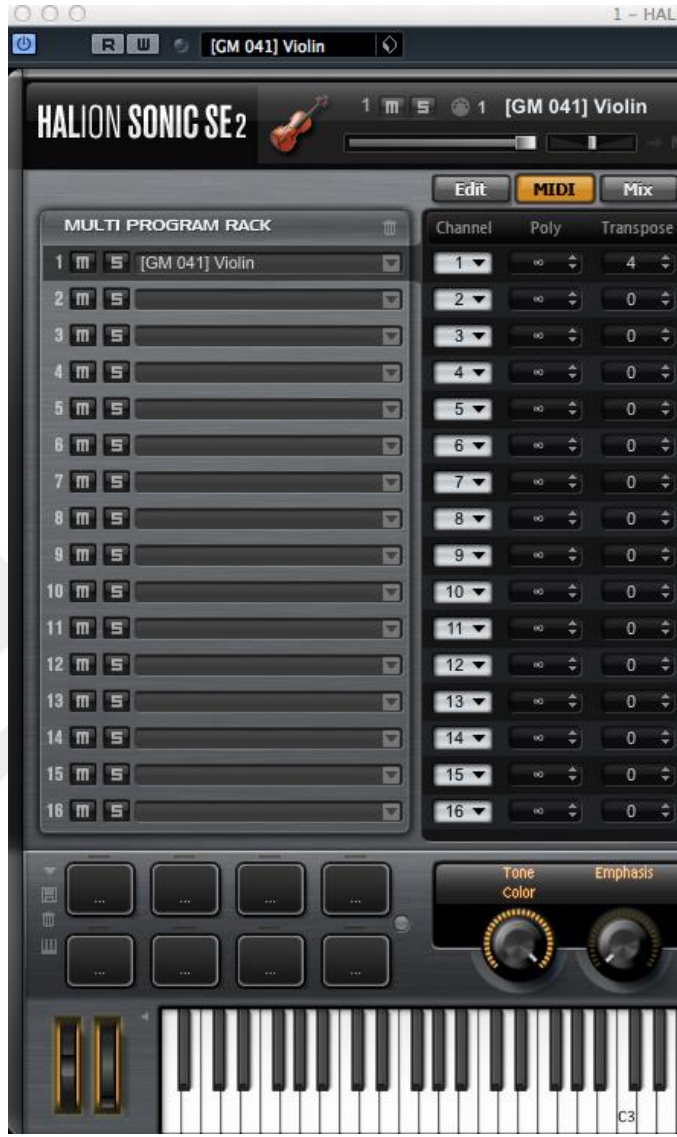 1 – HAL
R W [GM 041] Violin
HALION SONIC SE 2 1 m S 1 [GM 041] Violin
Edit MIDI Mix
MULTI PROGRAM RACK Channel Poly Transpose
1 m S [GM 041] Violin 1 ∞ 4
2 m S 2 ∞ 0
3 m S 3 ∞ 0
4 m S 4 ∞ 0
5 m S 5 ∞ 0
6 m S 6 ∞ 0
7 m S 7 ∞ 0
8 m S 8 ∞ 0
9 m S 9 ∞ 0
10 m S 10 ∞ 0
11 m S 11 ∞ 0
12 m S 12 ∞ 0
13 m S 13 ∞ 0
14 m S 14 ∞ 0
15 m S 15 ∞ 0
16 m S 16 ∞ 0
Tone Emphasis
Color
... ... ... ...
... ... ... ...
C3